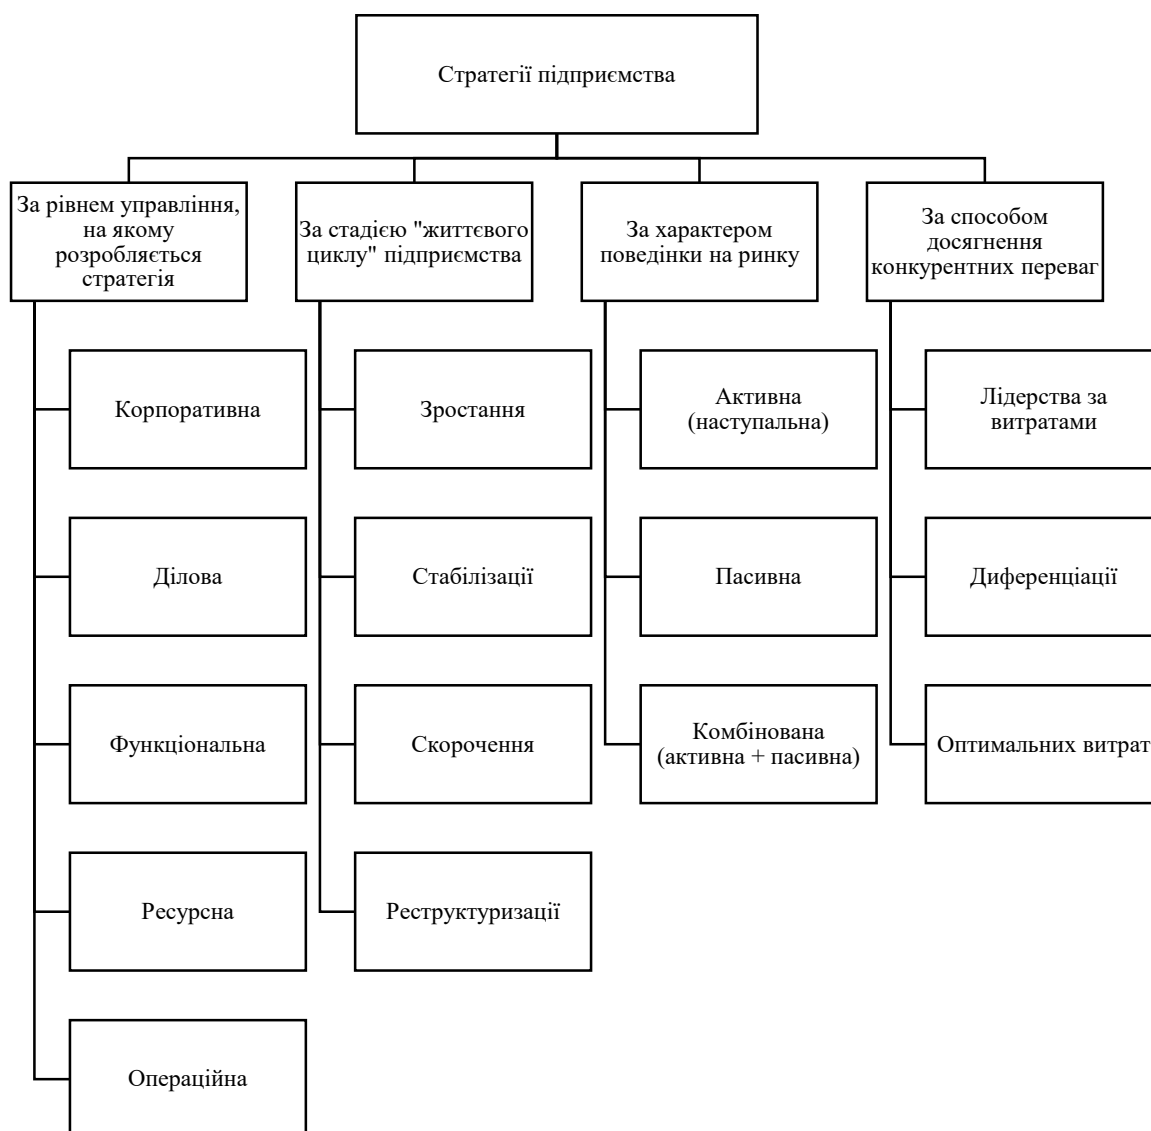 Стратегії підприємства
За рівнем управління,
на якому
розробляється
стратегія
За стадією "життєвого
циклу" підприємства
За характером
поведінки на ринку
За способом
досягнення
конкурентних переваг
Корпоративна
Ділова
Функціональна
Ресурсна
Операційна
Зростання
Стабілізації
Скорочення
Реструктуризації
Активна
(наступальна)
Пасивна
Комбінована
(активна + пасивна)
Лідерства за
витратами
Диференціації
Оптимальних витрат